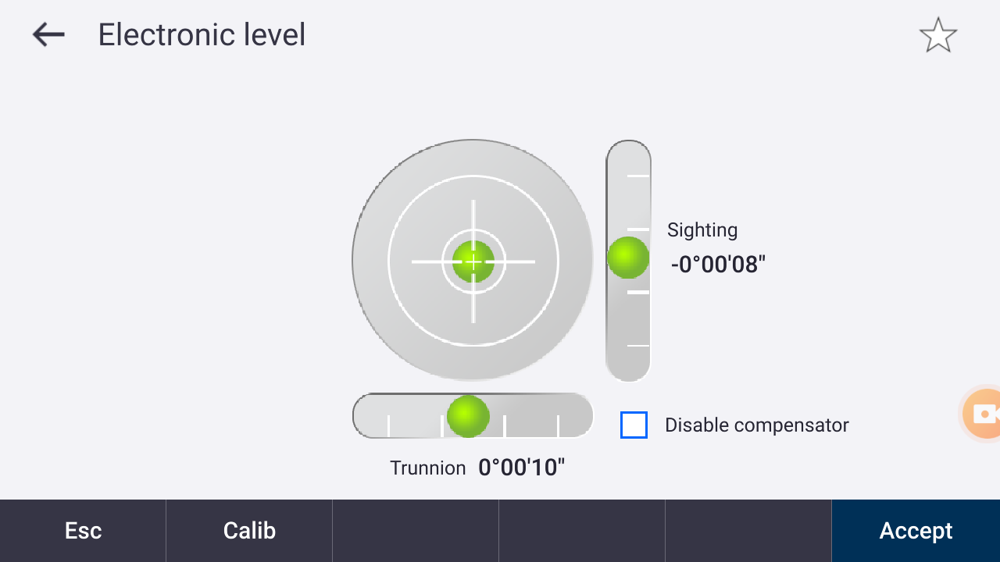 Electronic level
Sighting
-0°00'08"
Disable compensator
Trunnion 0°00'10"
Esc
Calib
Accept